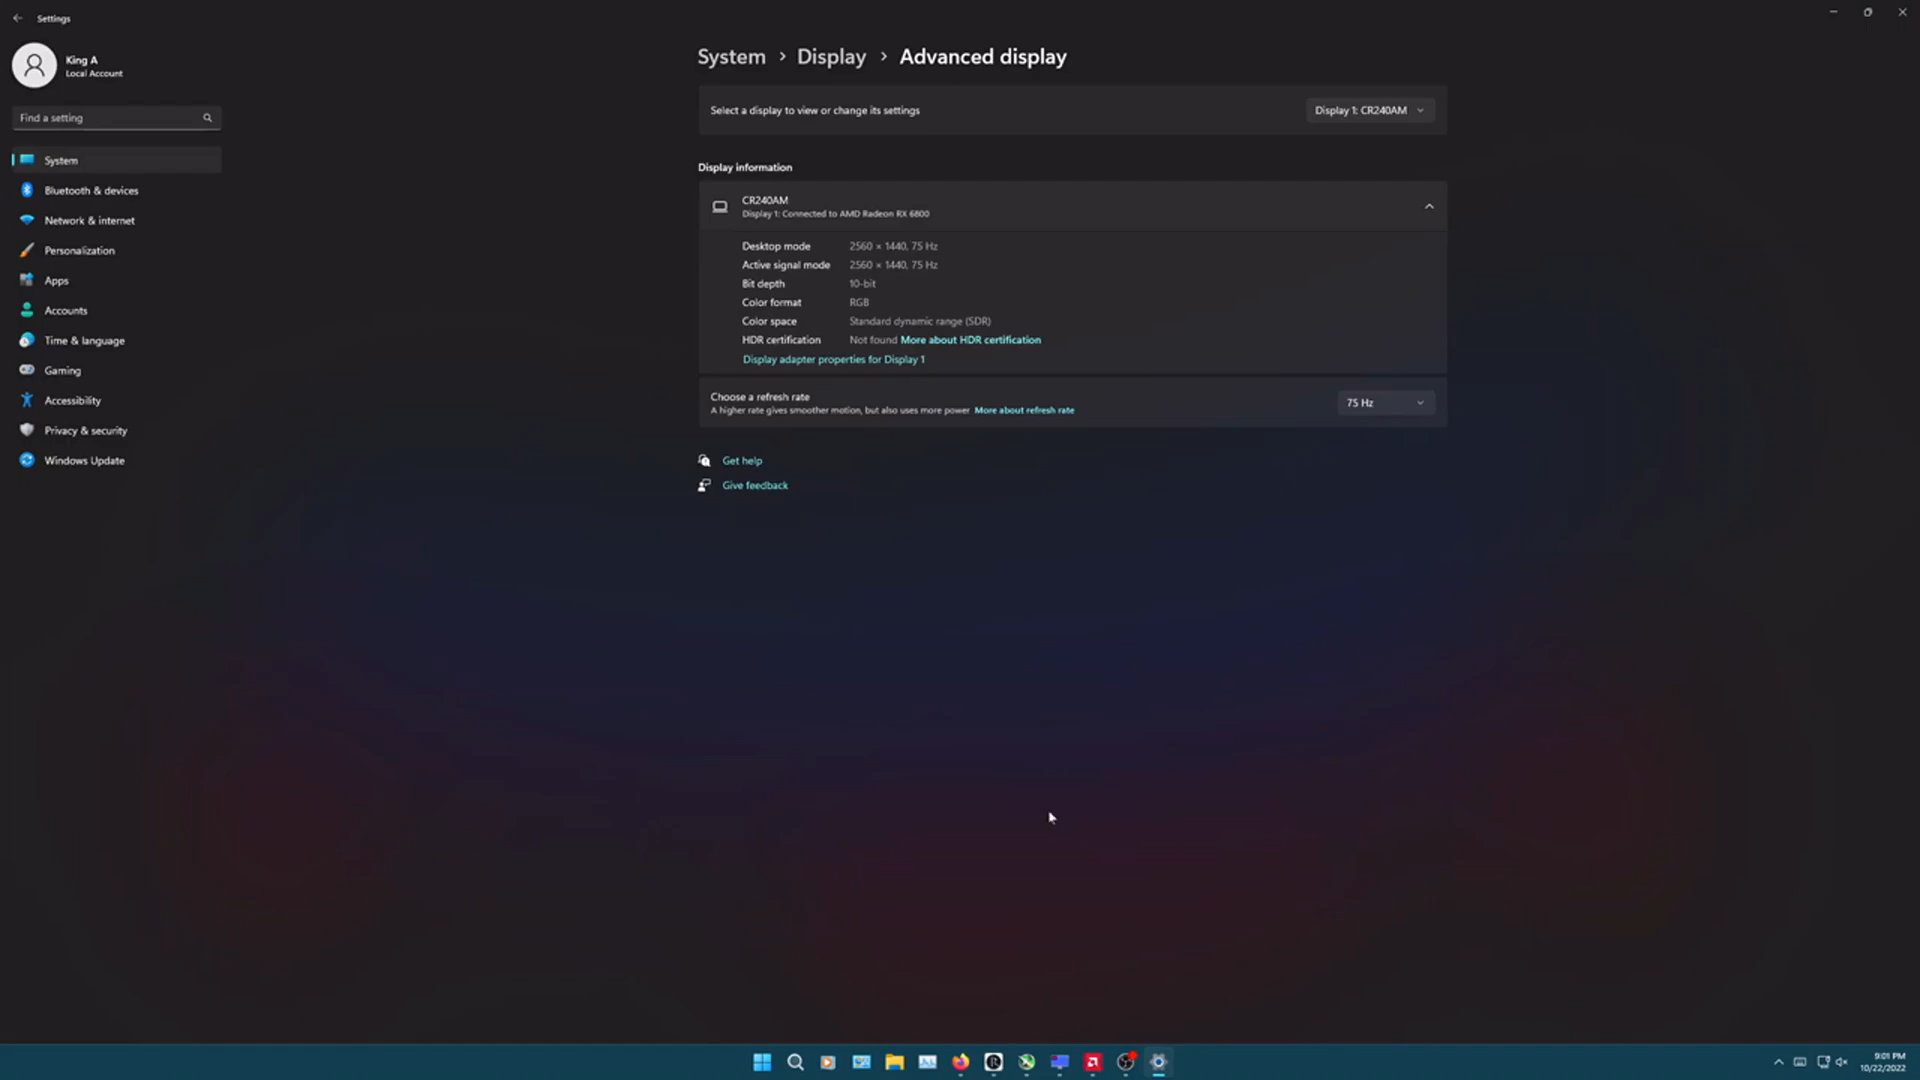 Settings
King A
Local Account
Find a setting
System
Bluetooth & devices
Network & internet
Personalization
Apps
Accounts
Time & language
Gaming
Accessibility
Privacy & security
Windows Update
System › Display › Advanced display
Select a display to view or change its settings
Display 1: CR240AM
Display information
CR240AM
Display 1: Connected to AMD Radeon RX 6800
Desktop mode 2560 × 1440, 75 Hz
Active signal mode 2560 × 1440, 75 Hz
Bit depth 10-bit
Color format RGB
Color space Standard dynamic range (SDR)
HDR certification Not found More about HDR certification
Display adapter properties for Display 1
Choose a refresh rate
A higher rate gives smoother motion, but also uses more power More about refresh rate
75 Hz
Get help
Give feedback
9:01 PM
10/22/2022